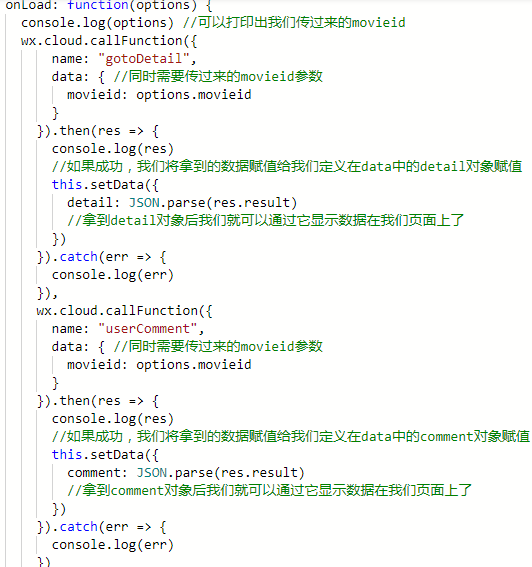 onLoad: function(options) {
console.log(options) //可以打印出我们传过来的movieid
wx.cloud.callFunction({
name: "gotoDetail",
data: { //同时需要传过来的movieid参数
movieid: options.movieid
}
}).then(res => {
console.log(res)
//如果成功，我们将拿到的数据赋值给我们定义在data中的detail对象赋值
this.setData({
detail: JSON.parse(res.result)
//拿到detail对象后我们就可以通过它显示数据在我们页面上了
})
}).catch(err => {
console.log(err)
}),
wx.cloud.callFunction({
name: "userComment",
data: { //同时需要传过来的movieid参数
movieid: options.movieid
}
}).then(res => {
console.log(res)
//如果成功，我们将拿到的数据赋值给我们定义在data中的comment对象赋值
this.setData({
comment: JSON.parse(res.result)
//拿到comment对象后我们就可以通过它显示数据在我们页面上了
})
}).catch(err => {
console.log(err)
})